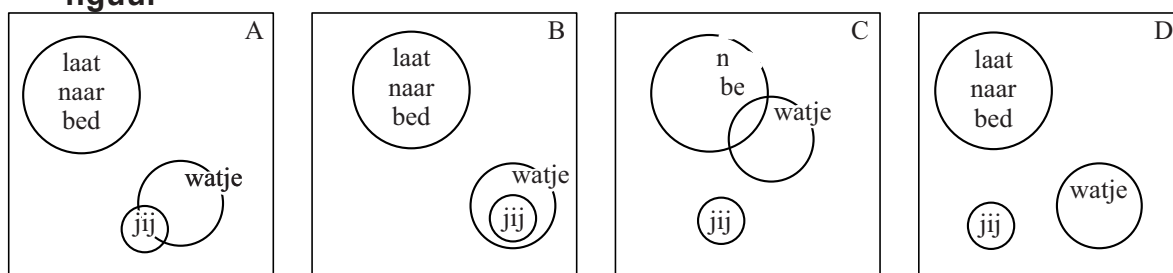 figuur
A
laat
naar
bed
watje
jij
B
laat
naar
bed
watje
jij
C
n
be
watje
jij
D
laat
naar
bed
watje
jij